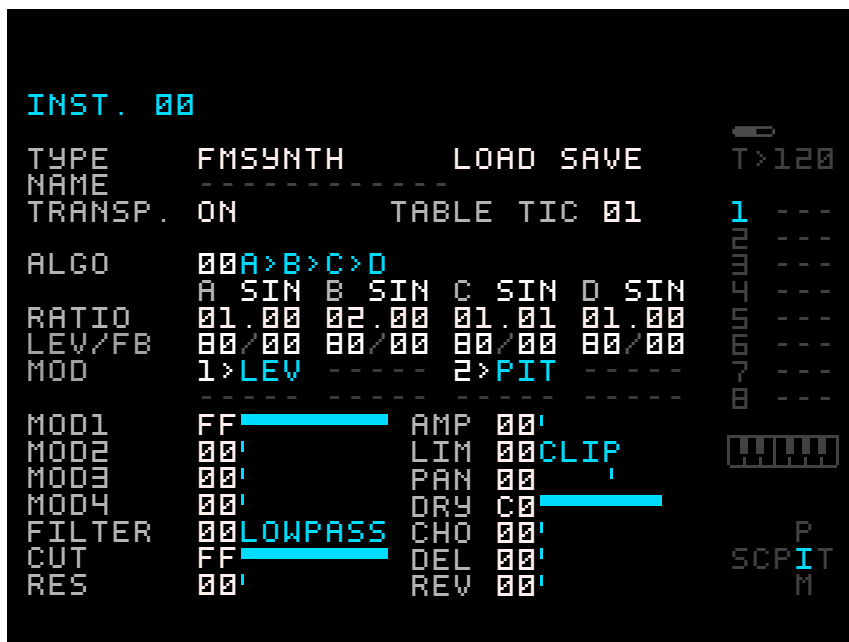 INST. 00
TYPE FMSYNTH LOAD SAVE T>120
NAME ------------
TRANSP. ON TABLE TIC 01 1 ---
2 ---
ALGO 00A>B>C>D 3 ---
A SIN B SIN C SIN D SIN 4 ---
RATIO 01.00 02.00 01.01 01.00 5 ---
LEV/FB 80/00 80/00 80/00 80/00 6 ---
MOD 1>LEV ----- 2>PIT ----- 7 ---
----- ----- ----- ----- 8 ---
MOD1 FF AMP 00
MOD2 00 LIM 00CLIP
MOD3 00 PAN 00
MOD4 00 DRY C0
FILTER 00LOWPASS CHO 00 P
CUT FF DEL 00 SCPIT
RES 00 REV 00 M